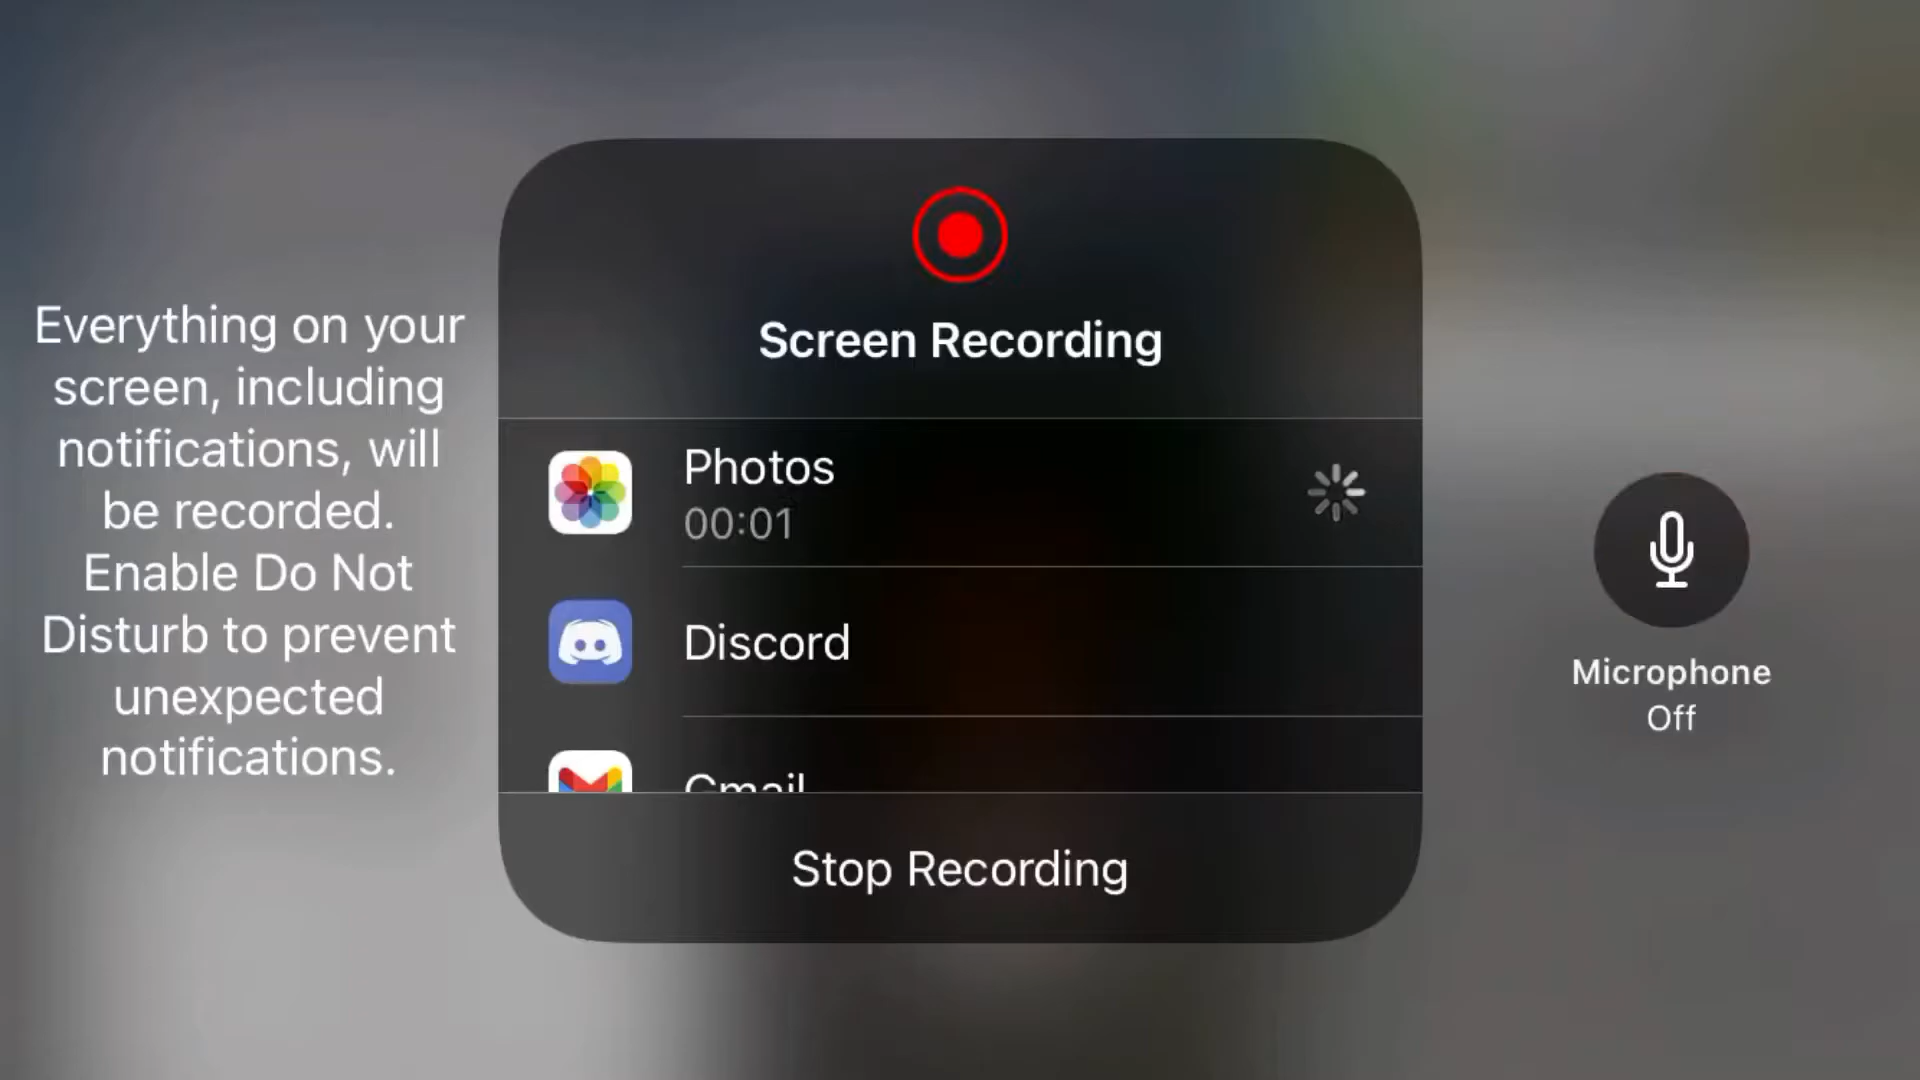 Everything on your
screen, including
notifications, will
be recorded.
Enable Do Not
Disturb to prevent
unexpected
notifications.
Screen Recording
Photos
00:01
Discord
Gmail
Stop Recording
Microphone
Off